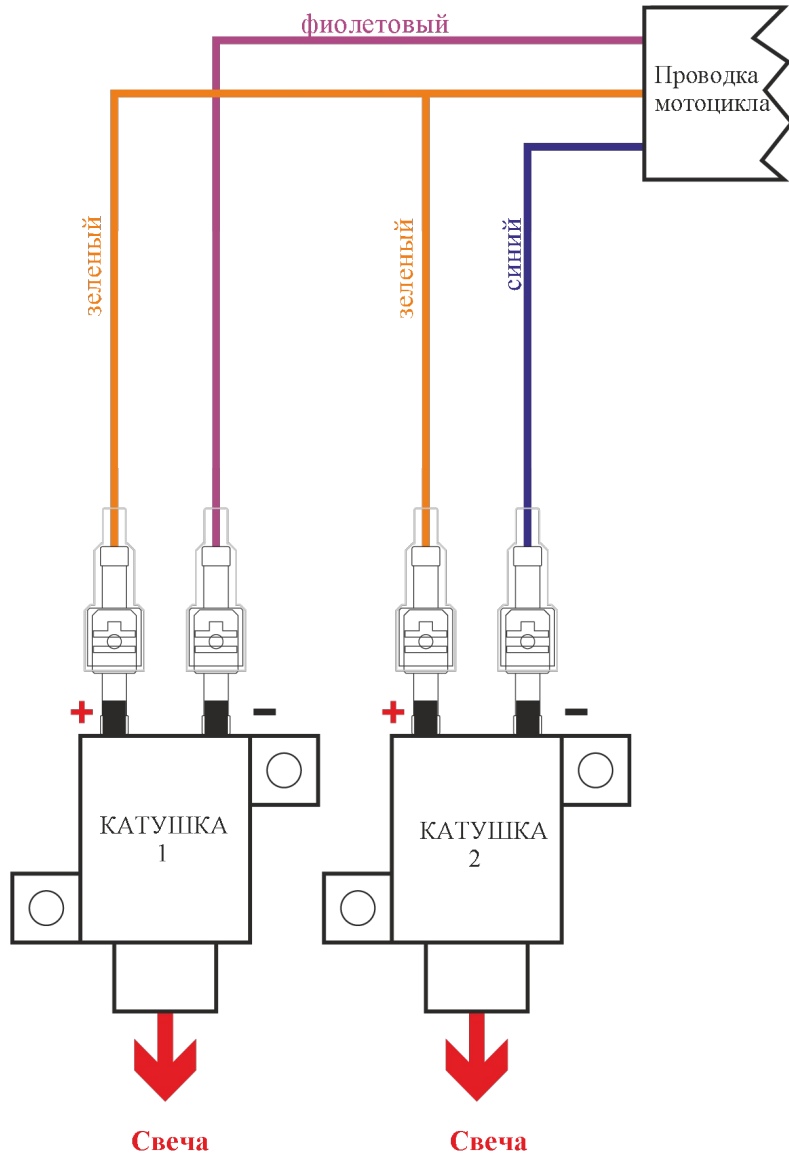 фиолетовый
Проводка
мотоцикла
зеленый
зеленый
синий
+
−
+
−
КАТУШКА
1
КАТУШКА
2
Свеча
Свеча